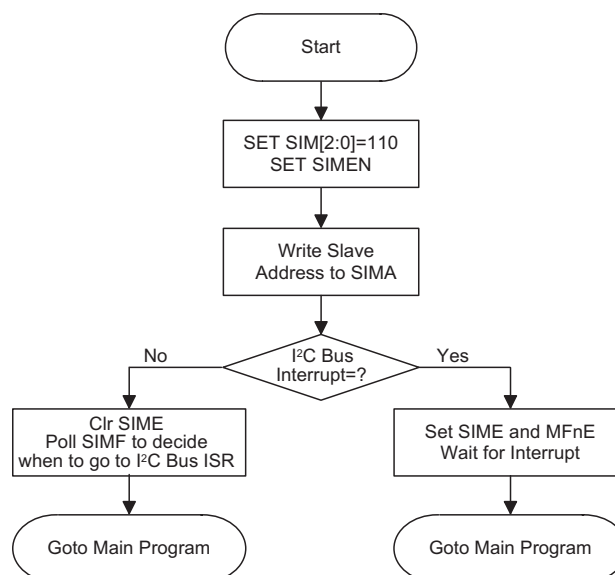 Start
SET SIM[2:0]=110
SET SIMEN
Write Slave
Address to SIMA
I²C Bus
Interrupt=?
No
Yes
Clr SIME
Poll SIMF to decide
when to go to I²C Bus ISR
Set SIME and MFnE
Wait for Interrupt
Goto Main Program
Goto Main Program